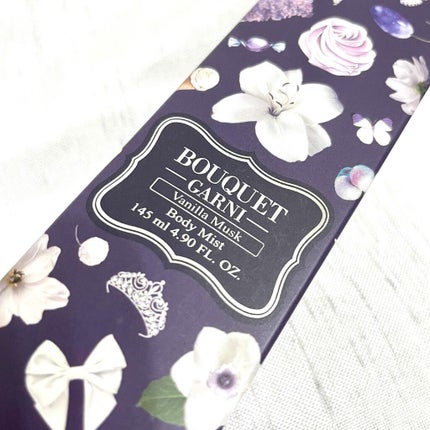 BOUQUET
GARNI
Vanilla Musk
Body Mist
145 ml 4.90 FL. OZ.